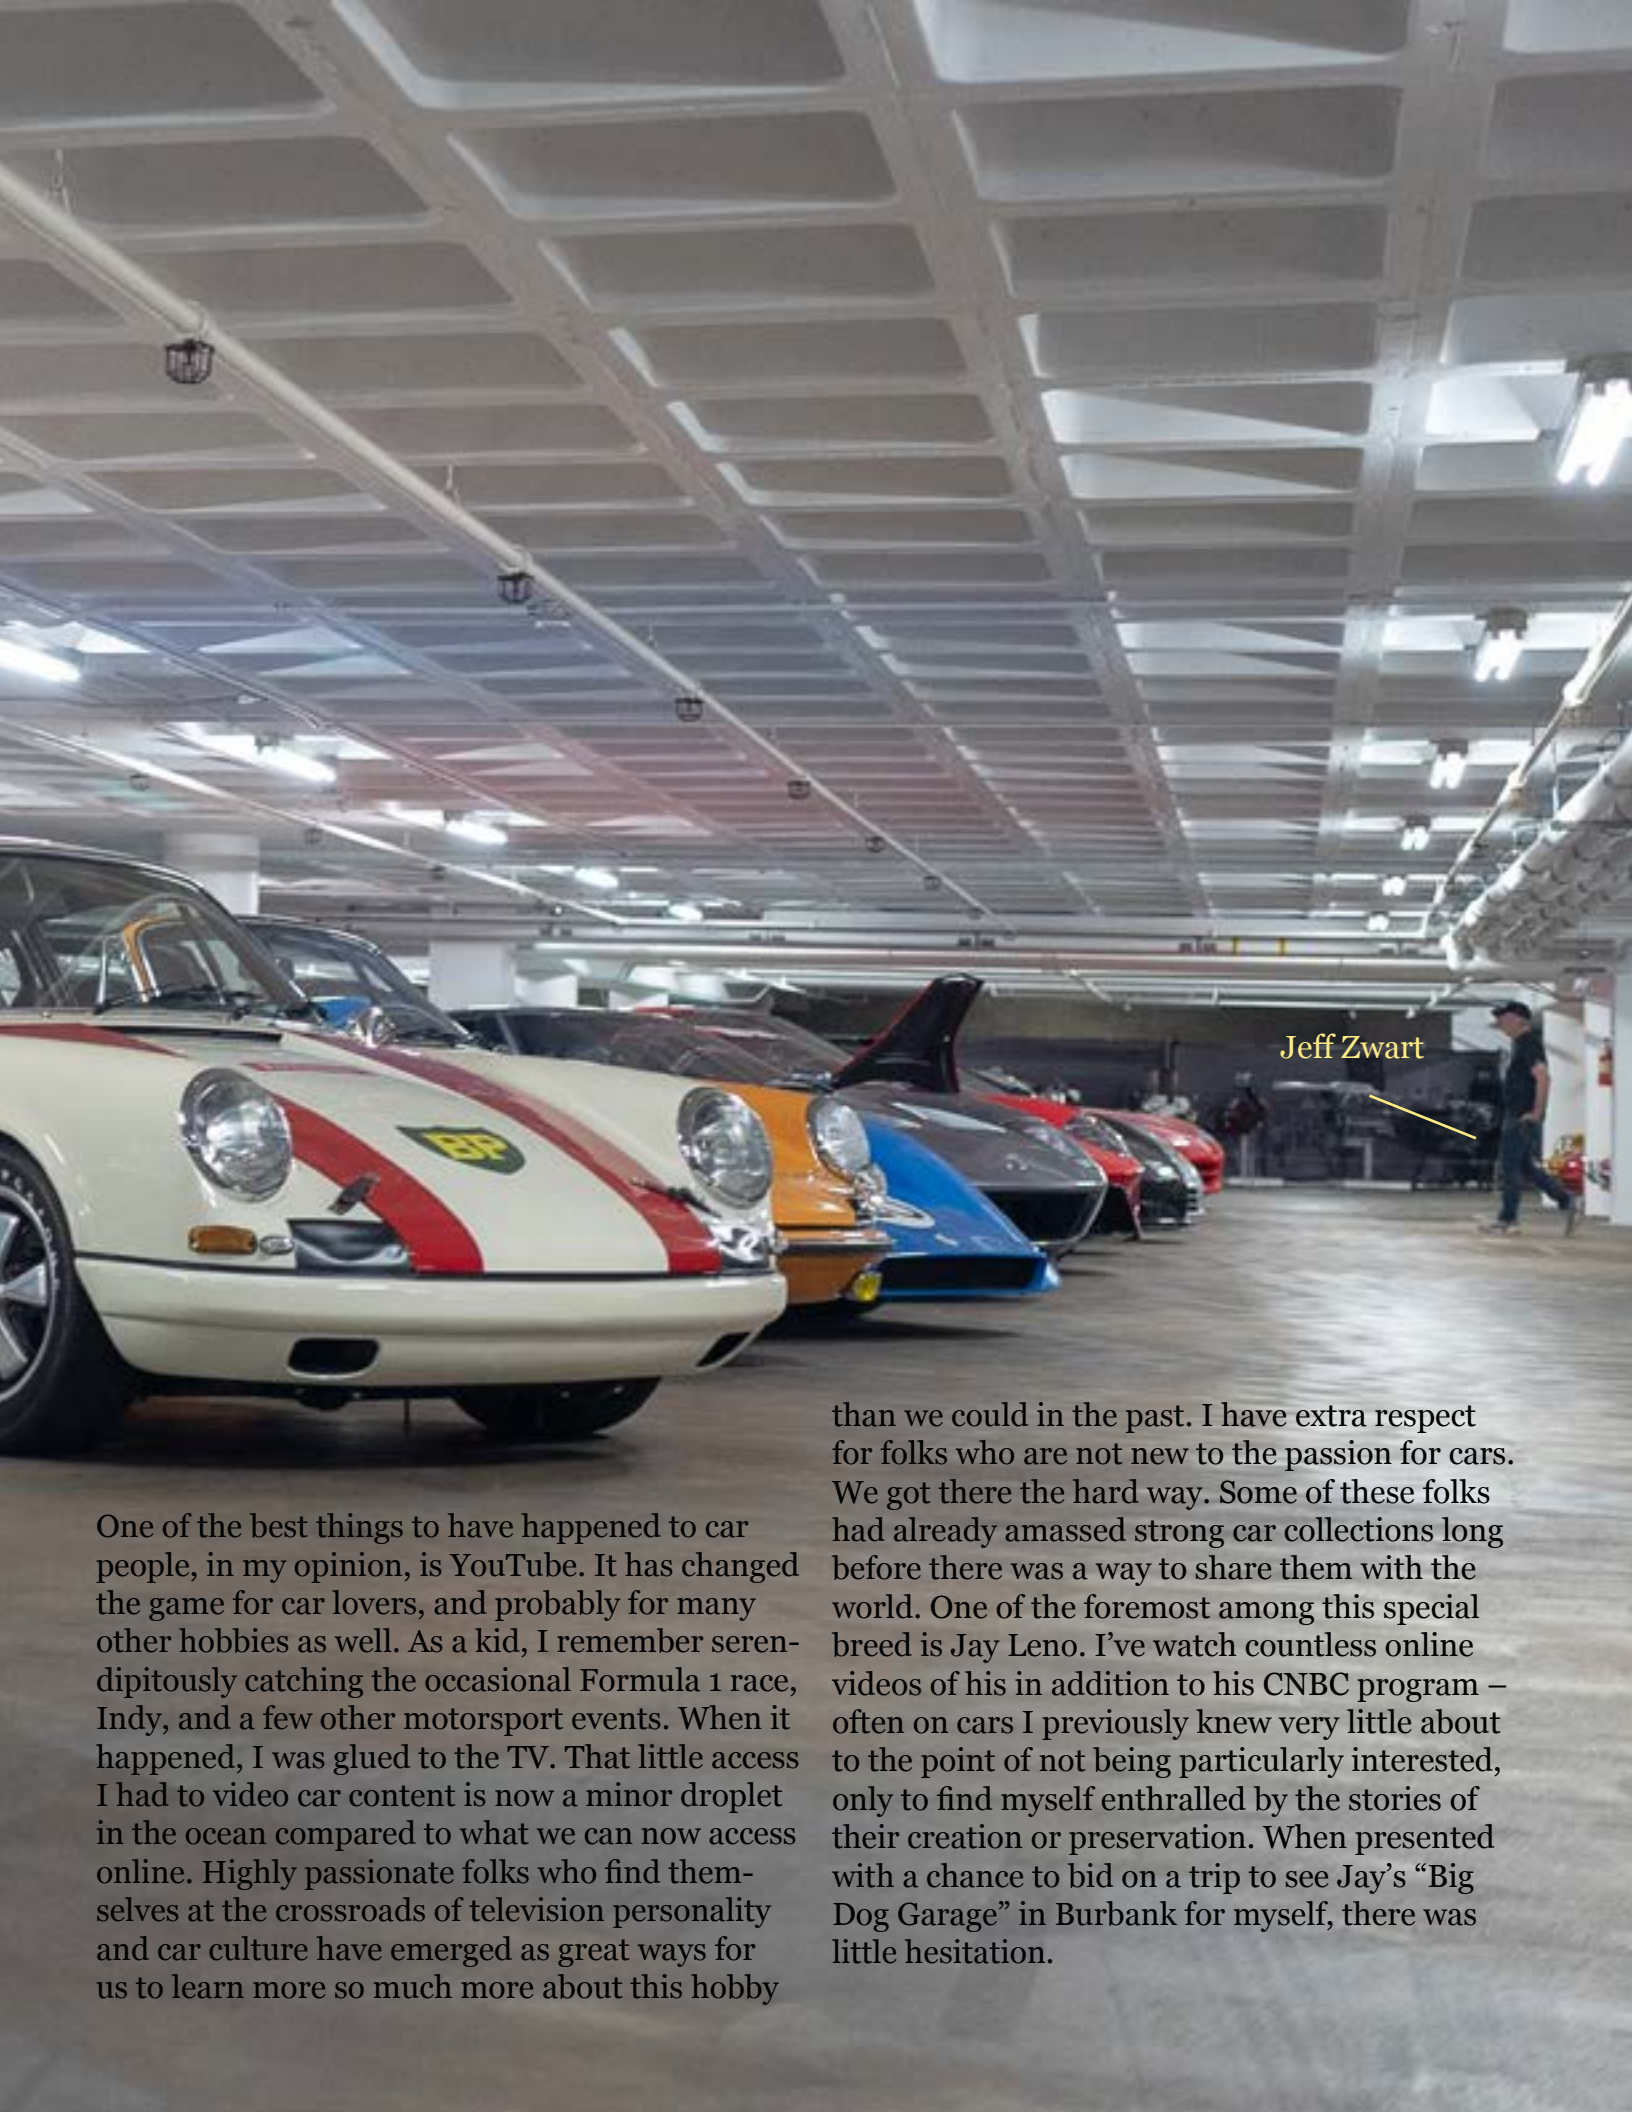 Jeff Zwart
BP
One of the best things to have happened to car
people, in my opinion, is YouTube. It has changed
the game for car lovers, and probably for many
other hobbies as well. As a kid, I remember seren-
dipitously catching the occasional Formula 1 race,
Indy, and a few other motorsport events. When it
happened, I was glued to the TV. That little access
I had to video car content is now a minor droplet
in the ocean compared to what we can now access
online. Highly passionate folks who find them-
selves at the crossroads of television personality
and car culture have emerged as great ways for
us to learn more so much more about this hobby
than we could in the past. I have extra respect
for folks who are not new to the passion for cars.
We got there the hard way. Some of these folks
had already amassed strong car collections long
before there was a way to share them with the
world. One of the foremost among this special
breed is Jay Leno. I’ve watch countless online
videos of his in addition to his CNBC program –
often on cars I previously knew very little about
to the point of not being particularly interested,
only to find myself enthralled by the stories of
their creation or preservation. When presented
with a chance to bid on a trip to see Jay’s “Big
Dog Garage” in Burbank for myself, there was
little hesitation.